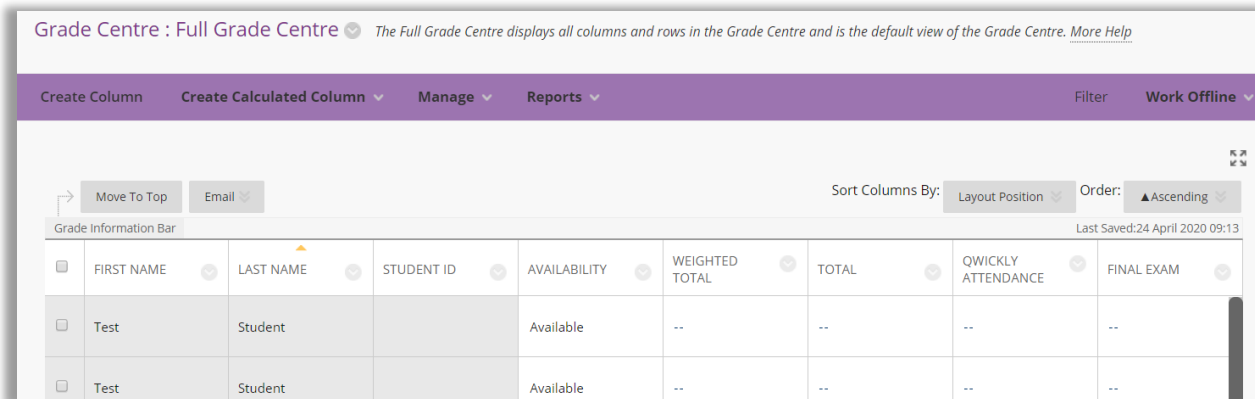 Grade Centre : Full Grade Centre The Full Grade Centre displays all columns and rows in the Grade Centre and is the default view of the Grade Centre. More Help
Create Column Create Calculated Column Manage Reports Filter Work Offline
Move To Top Email Sort Columns By: Layout Position Order: ▲Ascending
Grade Information Bar Last Saved:24 April 2020 09:13
FIRST NAME LAST NAME STUDENT ID AVAILABILITY WEIGHTED TOTAL TOTAL QWICKLY ATTENDANCE FINAL EXAM
Test Student Available -- -- -- --
Test Student Available -- -- -- --